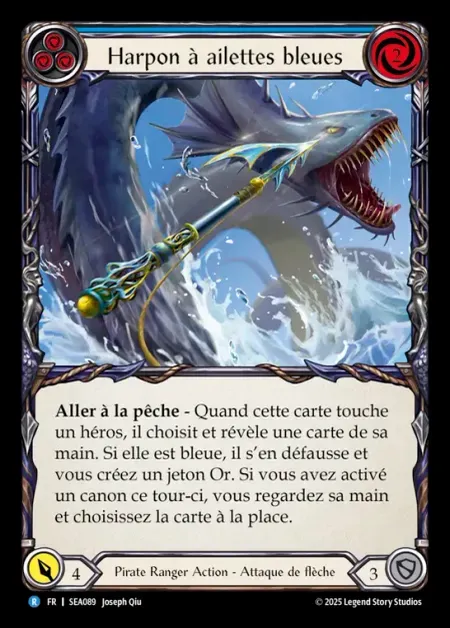 Harpon à ailettes bleues
2
Aller à la pêche - Quand cette carte touche
un héros, il choisit et révèle une carte de sa
main. Si elle est bleue, il s'en défausse et
vous créez un jeton Or. Si vous avez activé
un canon ce tour-ci, vous regardez sa main
et choisissez la carte à la place.
4
Pirate Ranger Action - Attaque de flèche
3
R FR | SEA089 Joseph Qiu
© 2025 Legend Story Studios